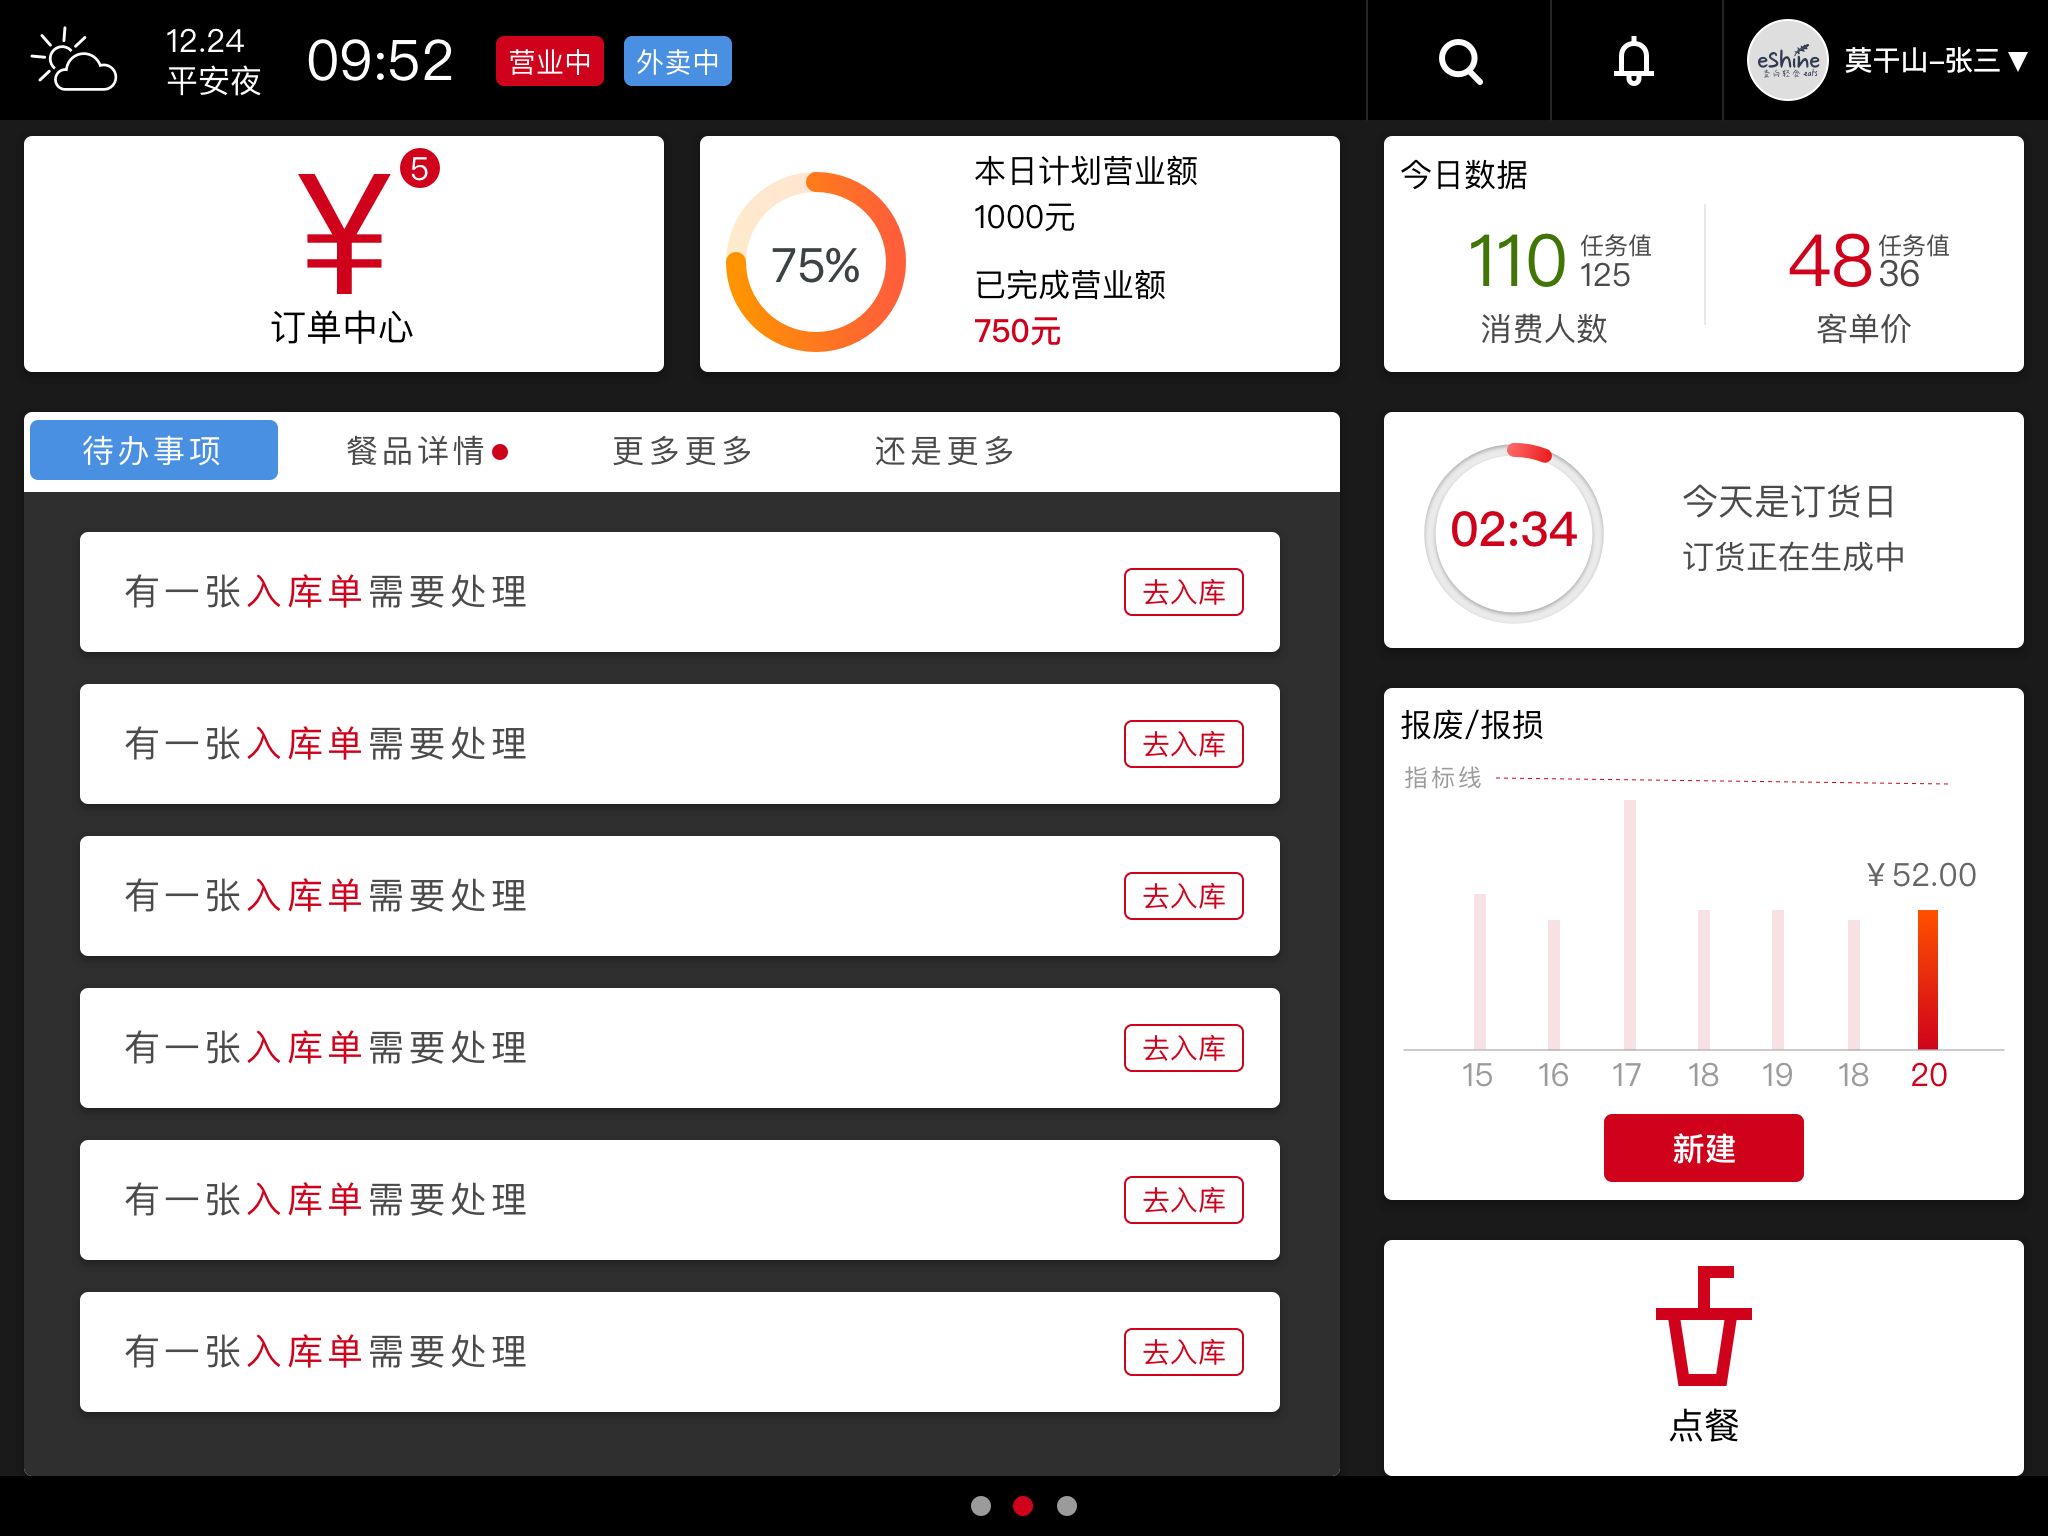 12.24
平安夜
09:52
营业中
外卖中
eShine
eats
莫干山-张三▼
5
¥
订单中心
75%
本日计划营业额
1000元
已完成营业额
750元
今日数据
110
任务值
125
消费人数
48
任务值
36
客单价
待办事项
餐品详情
更多更多
还是更多
有一张入库单需要处理
去入库
有一张入库单需要处理
去入库
有一张入库单需要处理
去入库
有一张入库单需要处理
去入库
有一张入库单需要处理
去入库
有一张入库单需要处理
去入库
02:34
今天是订货日
订货正在生成中
报废/报损
指标线
¥ 52.00
15 16 17 18 19 18 20
新建
点餐